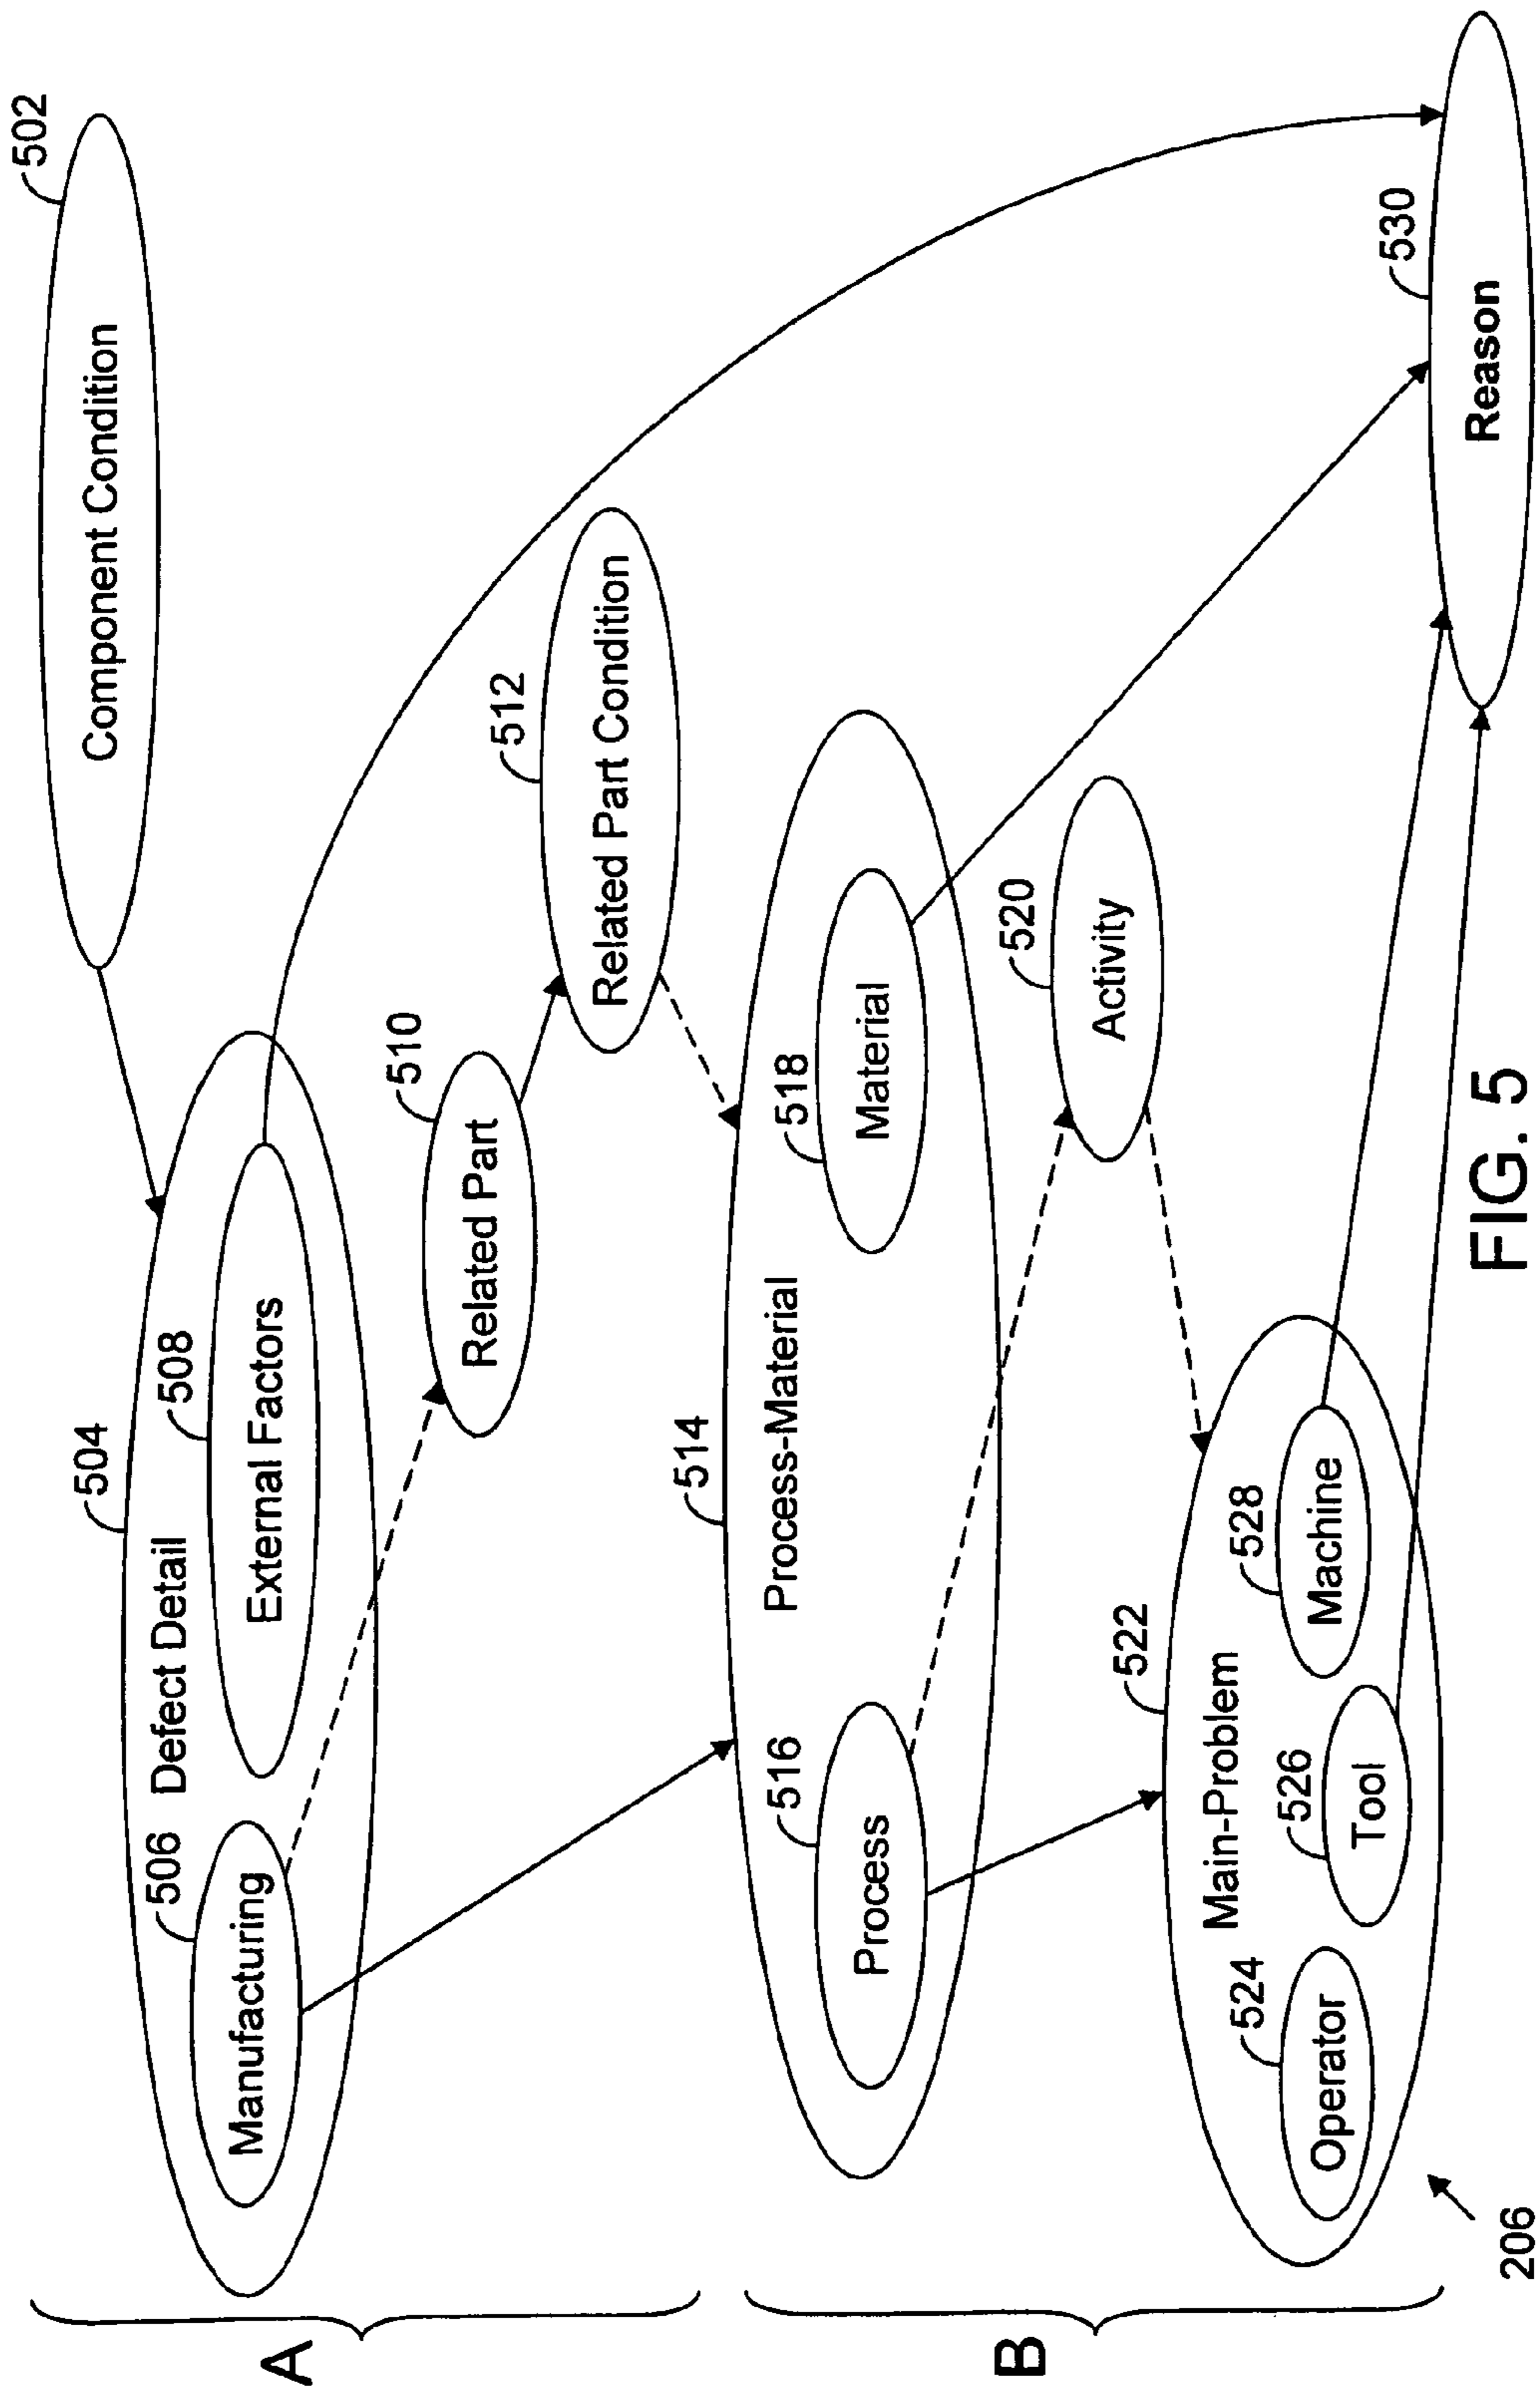 502
Component Condition
504
Defect Detail
506
Manufacturing
508
External Factors
A
510
Related Part
512
Related Part Condition
514
Process-Material
516
Process
518
Material
B
520
Activity
522
Main-Problem
524
Operator
526
Tool
528
Machine
530
Reason
206
FIG. 5